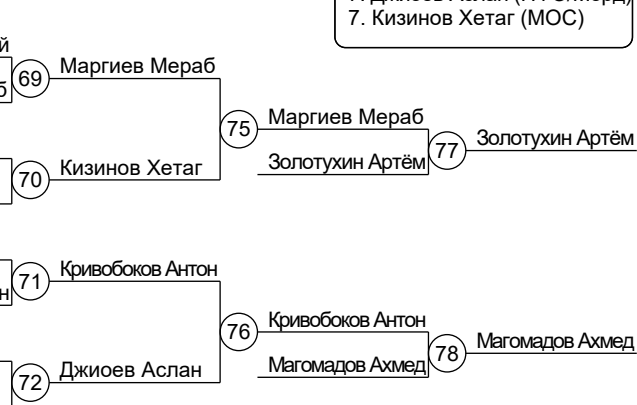 7. Кизинов Хетаг (МОС)
й
69
Маргиев Мераб
б
75
Маргиев Мераб
Золотухин Артём
77
Золотухин Артём
70
Кизинов Хетаг
71
Кривобоков Антон
н
76
Кривобоков Антон
Магомадов Ахмед
78
Магомадов Ахмед
72
Джиоев Аслан